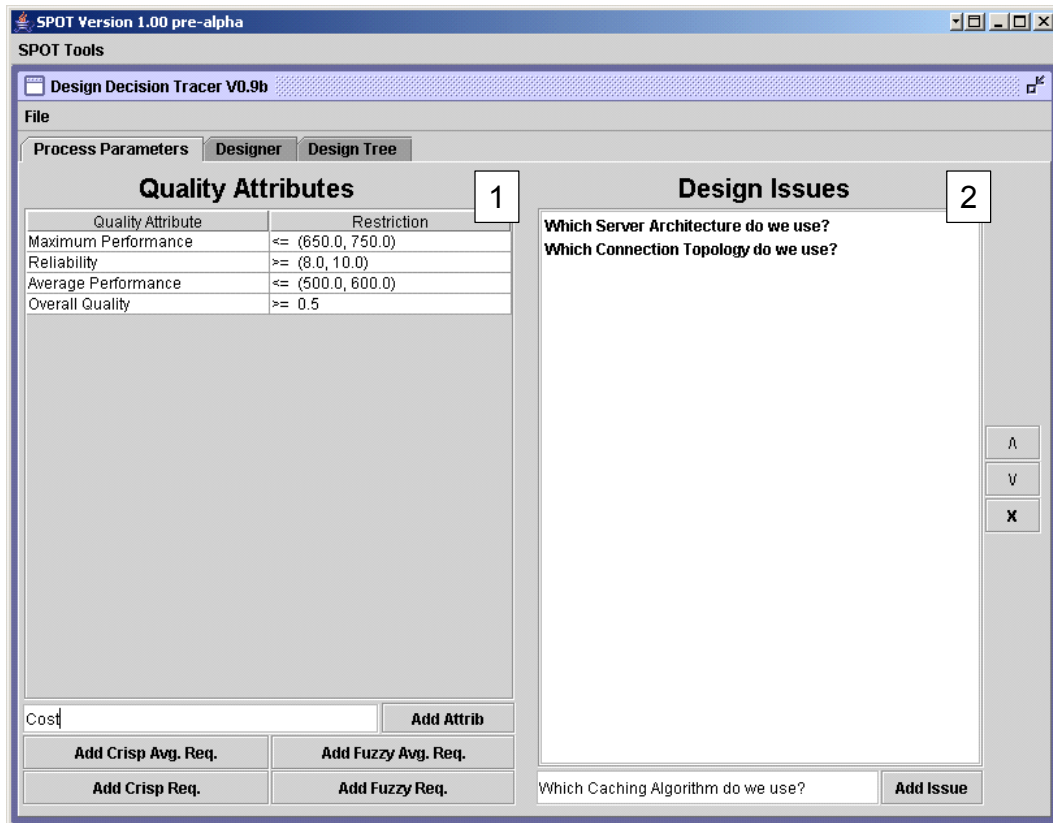 SPOT Version 1.00 pre-alpha
SPOT Tools
Design Decision Tracer V0.9b
File
Process Parameters Designer Design Tree
Quality Attributes 1
Quality Attribute Restriction
Maximum Performance <= (650.0, 750.0)
Reliability >= (8.0, 10.0)
Average Performance <= (500.0, 600.0)
Overall Quality >= 0.5
Cost Add Attrib
Add Crisp Avg. Req. Add Fuzzy Avg. Req.
Add Crisp Req. Add Fuzzy Req.
Design Issues 2
Which Server Architecture do we use?
Which Connection Topology do we use?
Λ
V
X
Which Caching Algorithm do we use? Add Issue